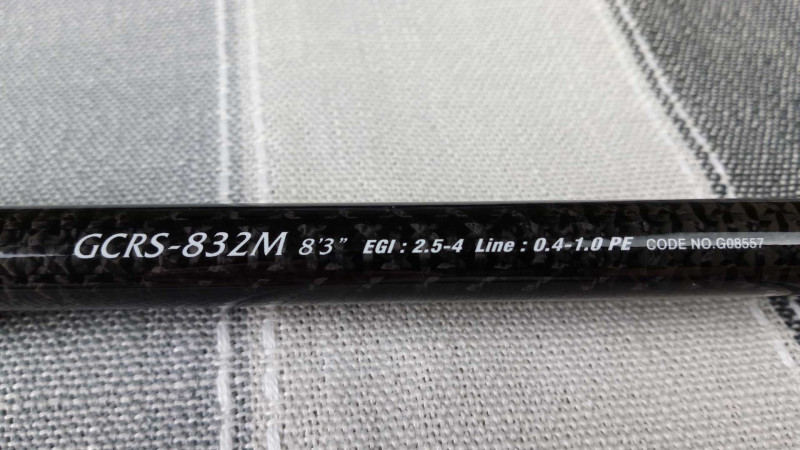 GCRS-832M 8'3" EGI : 2.5-4 Line : 0.4-1.0 PE CODE NO.G08557